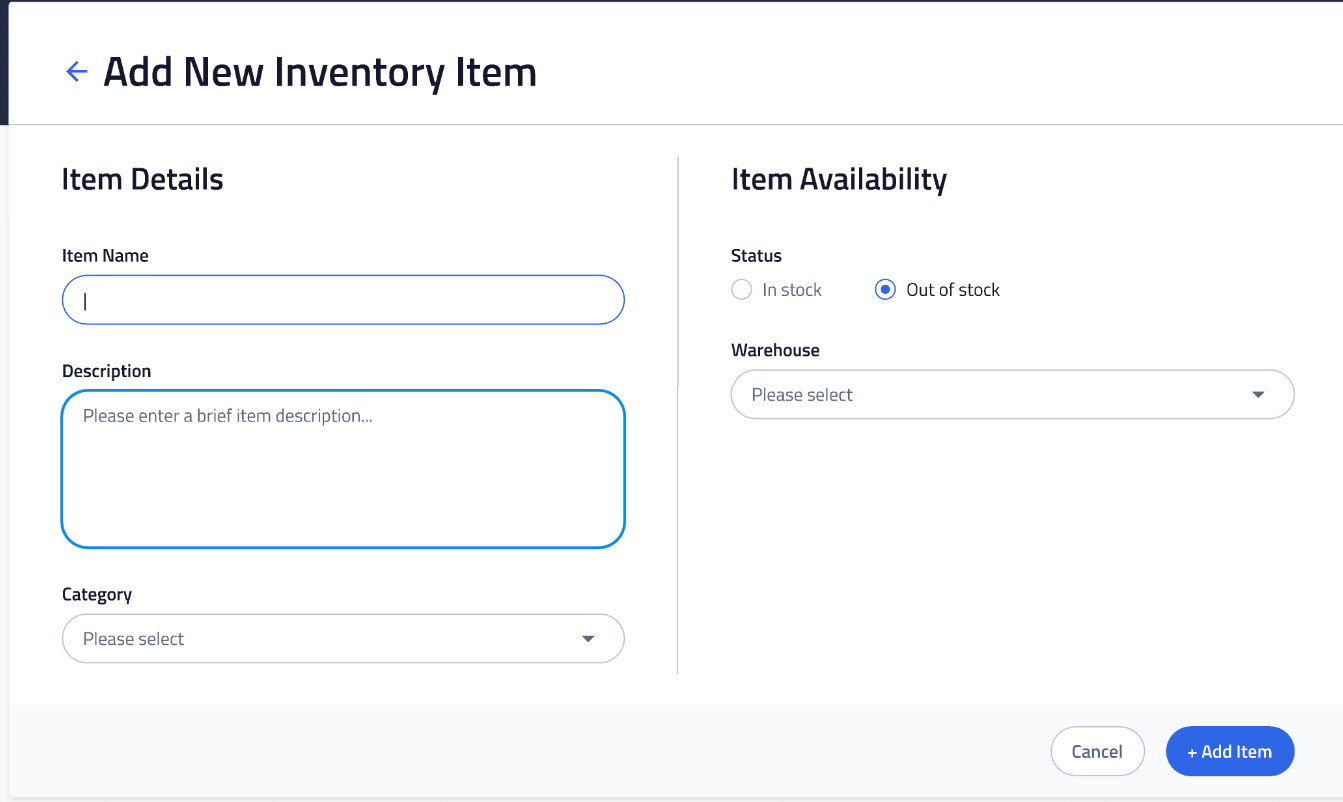 Add New Inventory Item
Item Details
Item Name
Description
Please enter a brief item description...
Category
Please select
Item Availability
Status
In stock
Out of stock
Warehouse
Please select
Cancel
+ Add Item